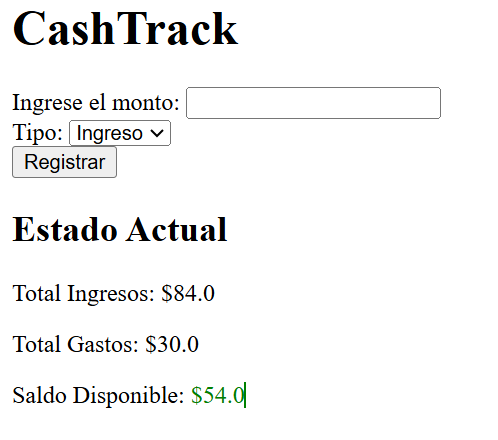 CashTrack
Ingrese el monto:
Tipo: Ingreso
Registrar
Estado Actual
Total Ingresos: $84.0
Total Gastos: $30.0
Saldo Disponible: $54.0